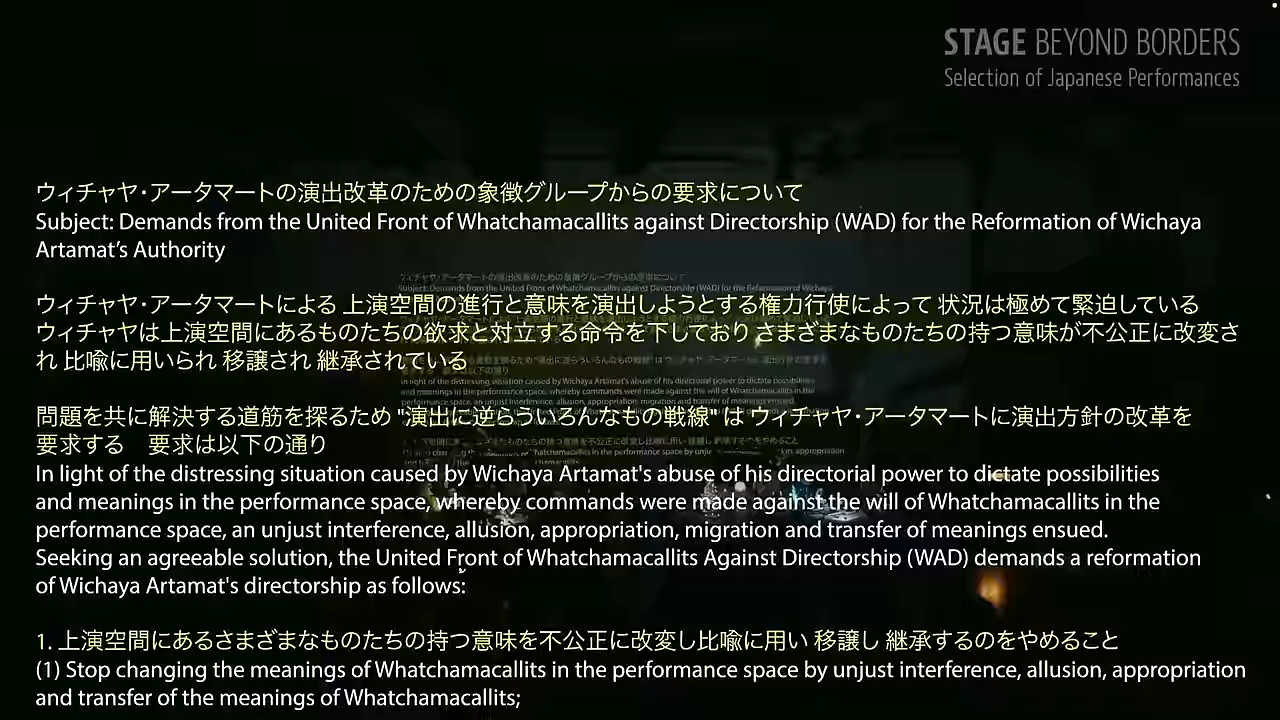 STAGE BEYOND BORDERS
Selection of Japanese Performances
ウィチャヤ・アータマートの演出改革のための象徴グループからの要求について
Subject: Demands from the United Front of Whatchamacallits against Directorship (WAD) for the Reformation of Wichaya
Artamat’s Authority
ウィチャヤ・アータマートによる 上演空間の進行と意味を演出しようとする権力行使によって 状況は極めて緊迫している
ウィチャヤは上演空間にあるものたちの欲求と対立する命令を下しており さまざまなものたちの持つ意味が不公正に改変さ
れ 比喩に用いられ 移譲され 継承されている
問題を共に解決する道筋を探るため "演出に逆らういろんなもの戦線" は ウィチャヤ・アータマートに演出方針の改革を
要求する　要求は以下の通り
In light of the distressing situation caused by Wichaya Artamat's abuse of his directorial power to dictate possibilities
and meanings in the performance space, whereby commands were made against the will of Whatchamacallits in the
performance space, an unjust interference, allusion, appropriation, migration and transfer of meanings ensued.
Seeking an agreeable solution, the United Front of Whatchamacallits Against Directorship (WAD) demands a reformation
of Wichaya Artamat's directorship as follows:
1. 上演空間にあるさまざまなものたちの持つ意味を不公正に改変し比喩に用い 移譲し 継承するのをやめること
(1) Stop changing the meanings of Whatchamacallits in the performance space by unjust interference, allusion, appropriation
and transfer of the meanings of Whatchamacallits;